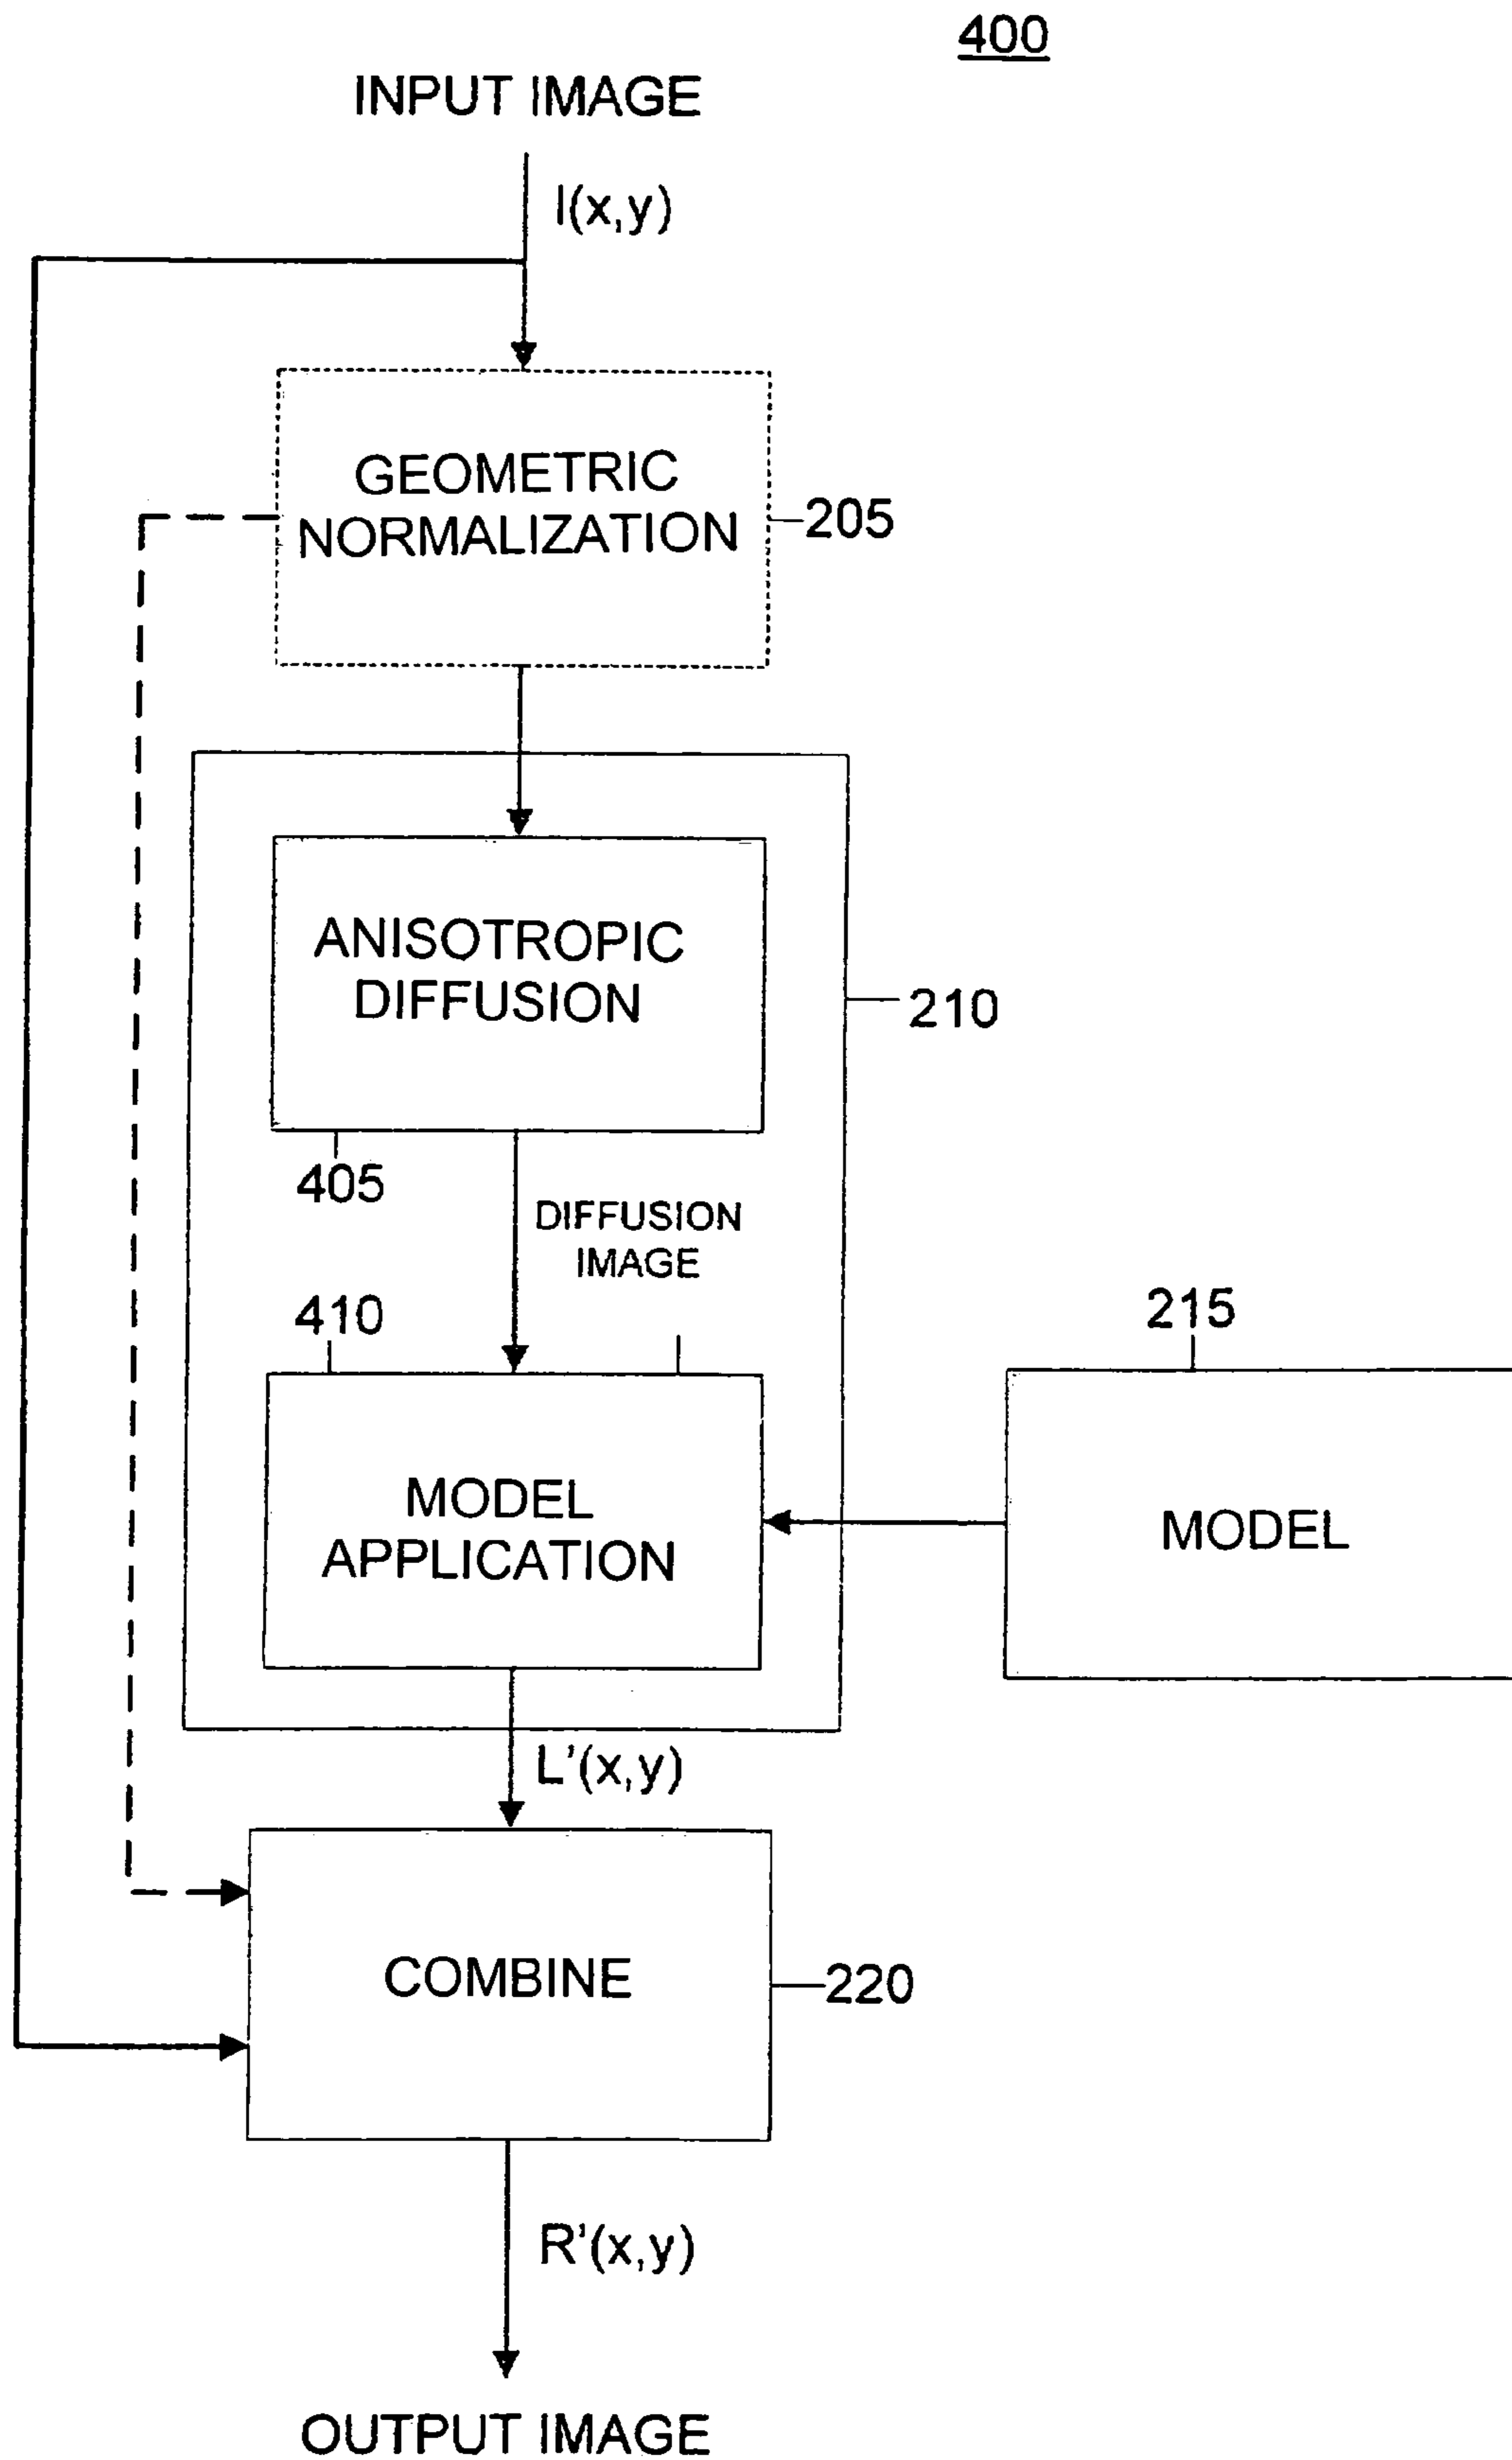 400
INPUT IMAGE
I(x,y)
GEOMETRIC
NORMALIZATION
205
ANISOTROPIC
DIFFUSION
210
405
DIFFUSION
IMAGE
410
215
MODEL
APPLICATION
MODEL
L'(x,y)
COMBINE
220
R'(x,y)
OUTPUT IMAGE